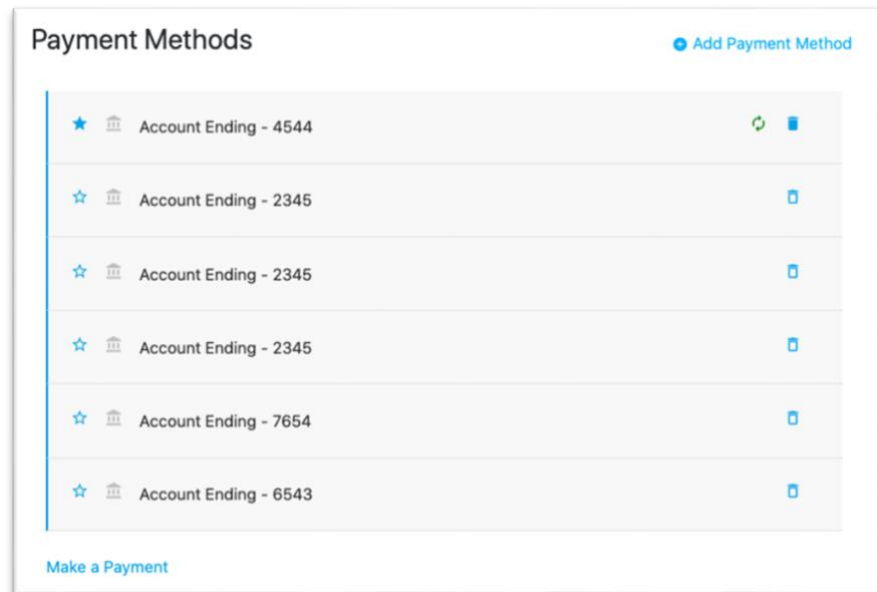 Payment Methods
Add Payment Method
Account Ending - 4544
Account Ending - 2345
Account Ending - 2345
Account Ending - 2345
Account Ending - 7654
Account Ending - 6543
Make a Payment